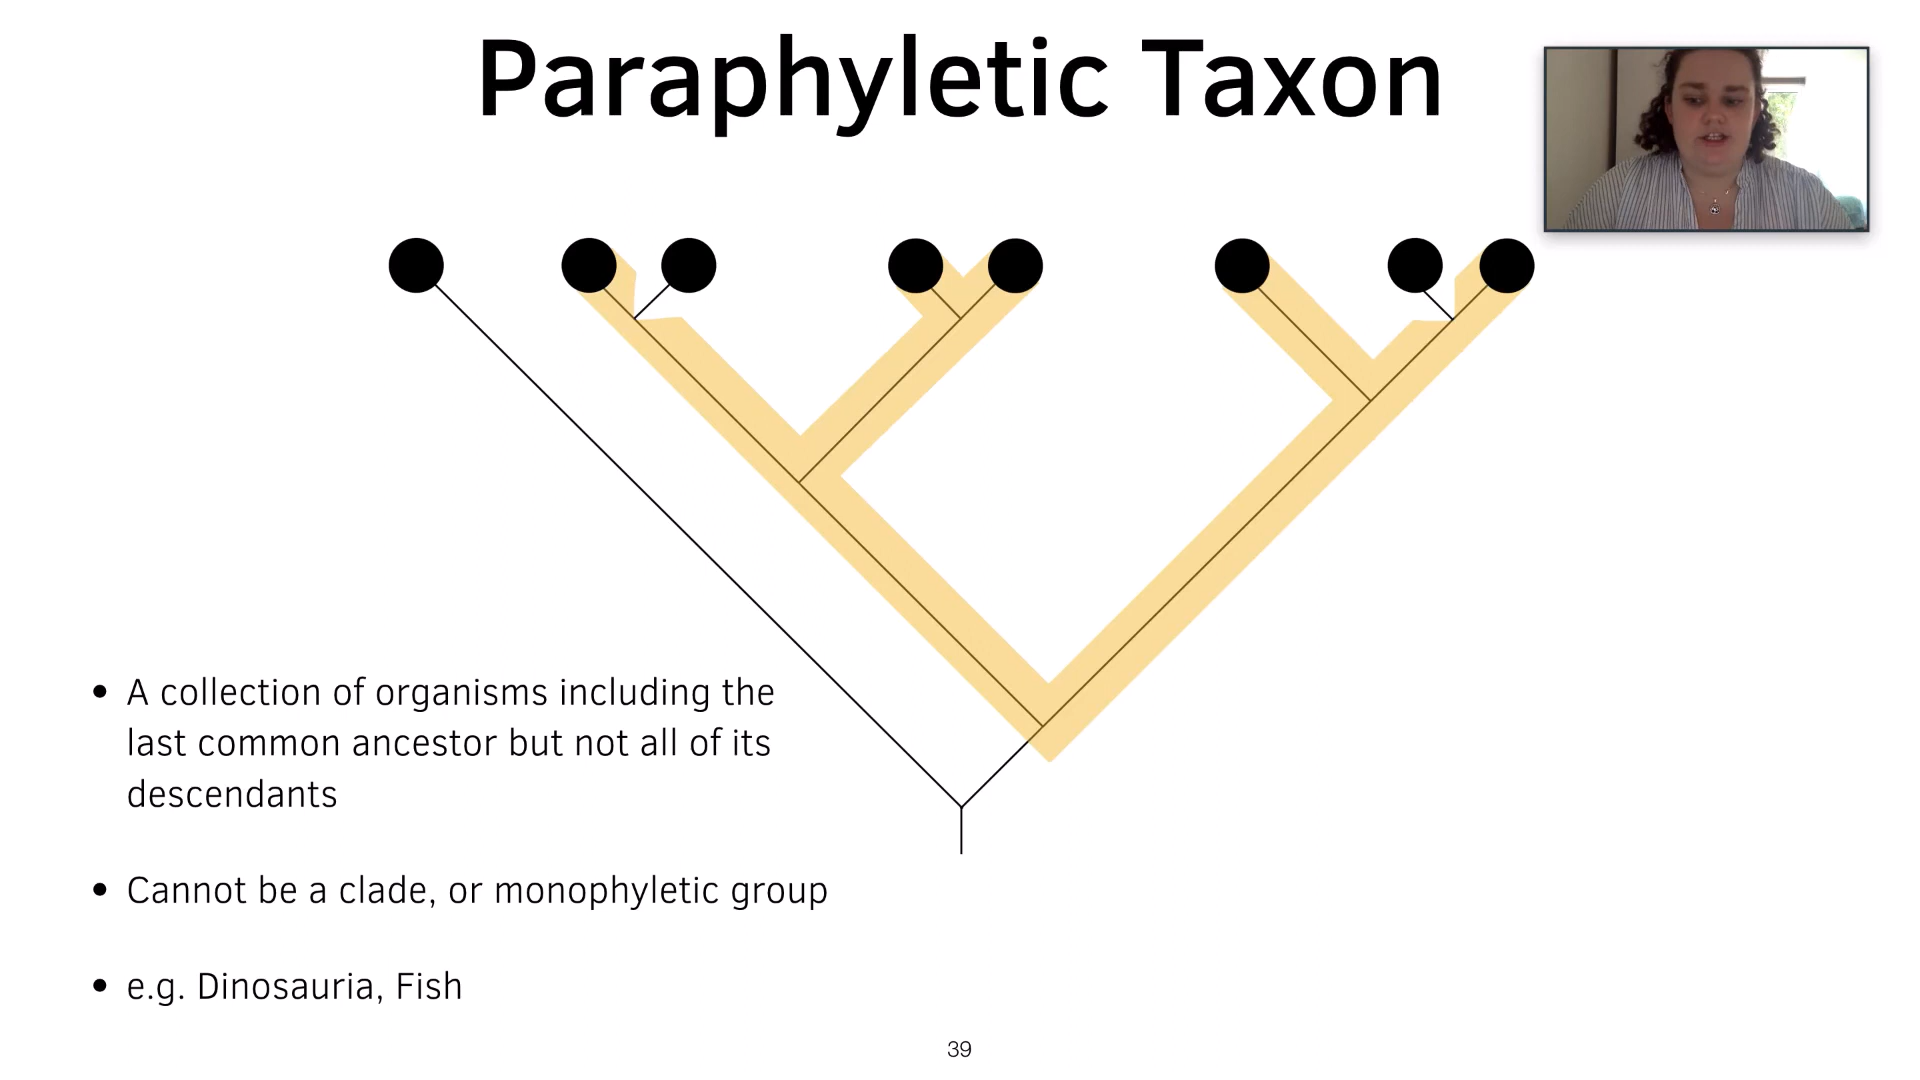 Paraphyletic Taxon
• A collection of organisms including the
last common ancestor but not all of its
descendants
• Cannot be a clade, or monophyletic group
• e.g. Dinosauria, Fish
39